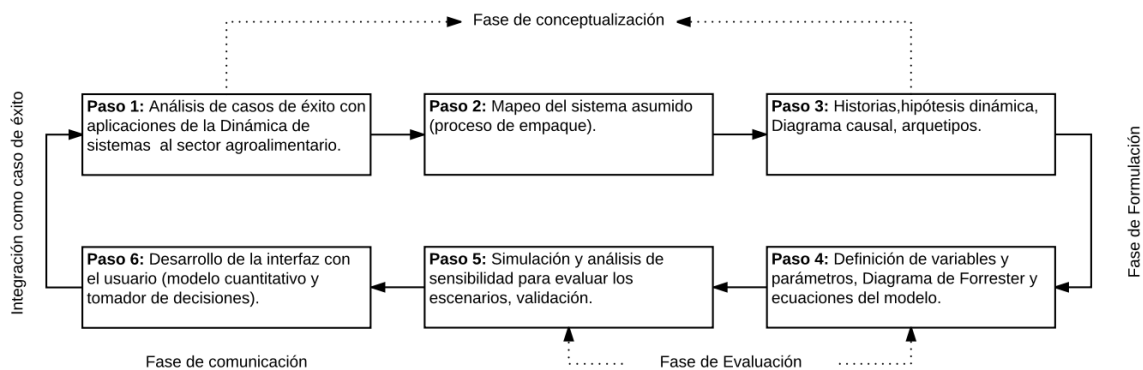 Fase de conceptualización
Paso 1: Análisis de casos de éxito con
aplicaciones de la Dinámica de
sistemas al sector agroalimentario.
Paso 2: Mapeo del sistema asumido
(proceso de empaque).
Paso 3: Historias,hipótesis dinámica,
Diagrama causal, arquetipos.
Fase de Formulación
Paso 4: Definición de variables y
parámetros, Diagrama de Forrester y
ecuaciones del modelo.
Paso 5: Simulación y análisis de
sensibilidad para evaluar los
escenarios, validación.
Paso 6: Desarrollo de la interfaz con
el usuario (modelo cuantitativo y
tomador de decisiones).
Integración como caso de éxito
Fase de comunicación
Fase de Evaluación